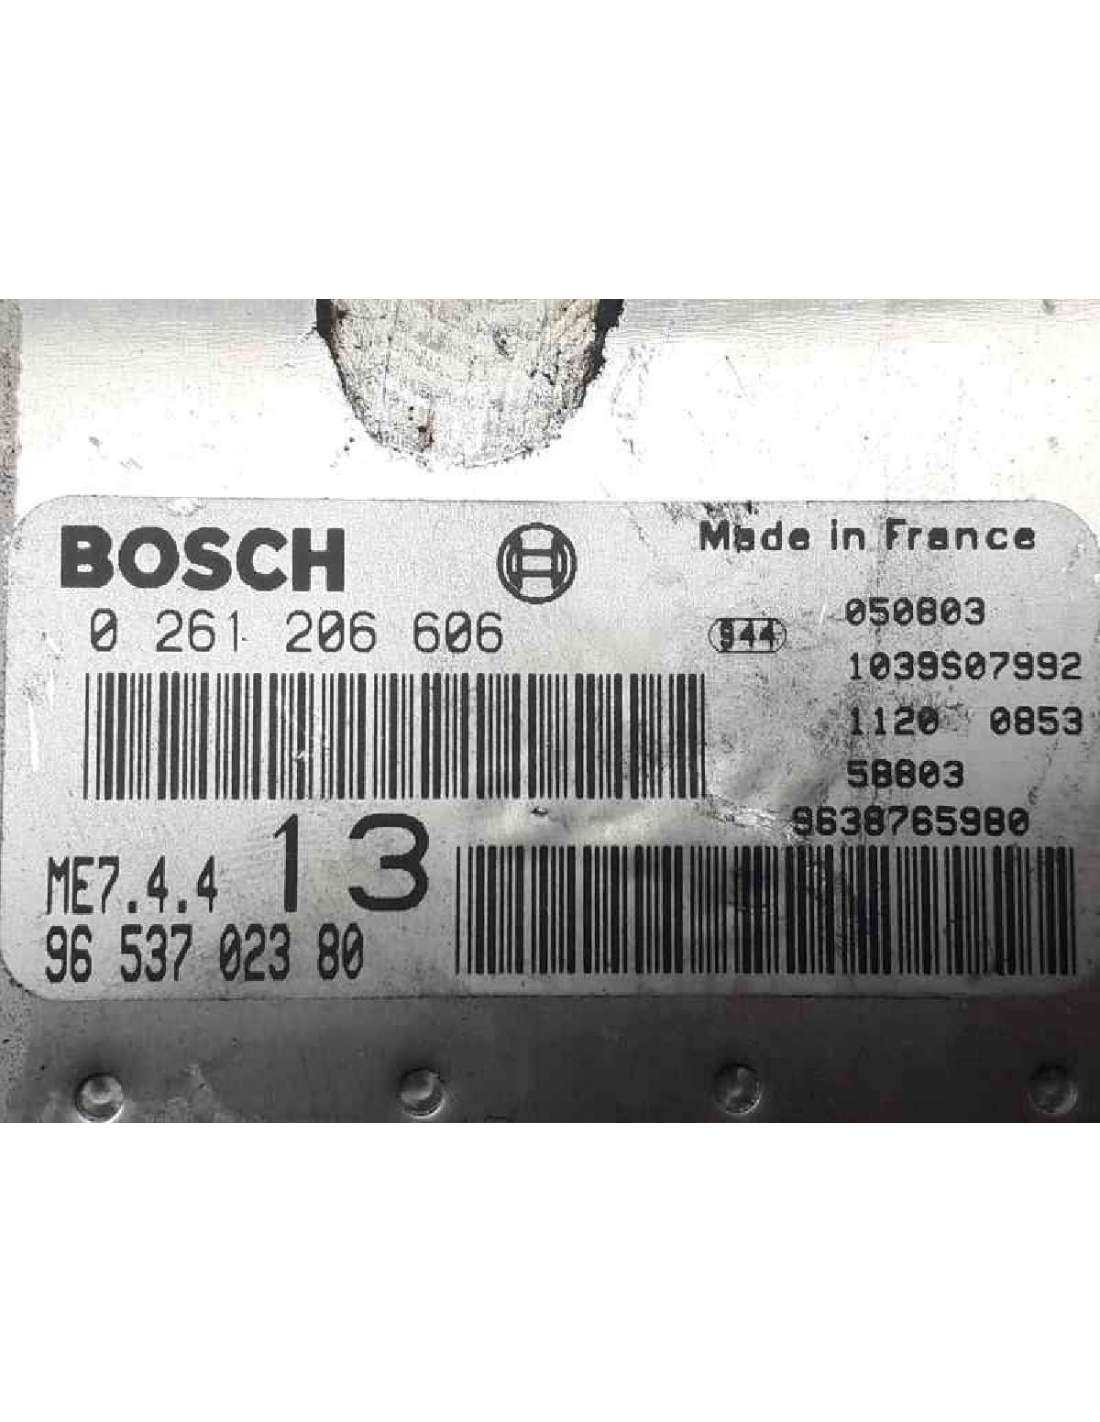 BOSCH
Made in France
0 261 206 606
944
050803
1039S07992
1120 0853
58803
9638765980
13
ME7.4.4
96 537 023 80